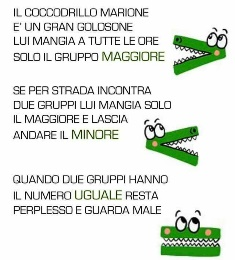 IL COCCODRILLO MARIONE
E' UN GRAN GOLOSONE
LUI MANGIA A TUTTE LE ORE
SOLO IL GRUPPO MAGGIORE
SE PER STRADA INCONTRA
DUE GRUPPI LUI MANGIA SOLO
IL MAGGIORE E LASCIA
ANDARE IL MINORE
QUANDO DUE GRUPPI HANNO
IL NUMERO UGUALE RESTA
PERPLESSO E GUARDA MALE